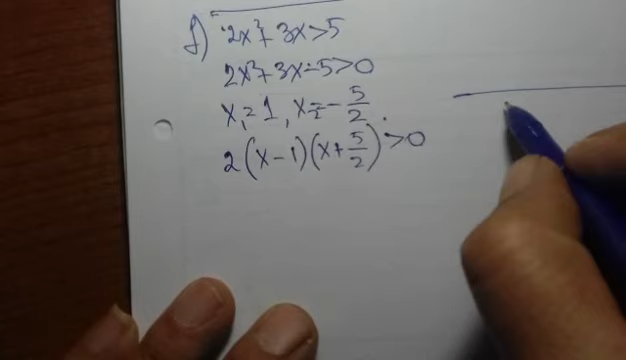 f) 2x²+3x>5
2x²+3x-5>0
x₁=1, x₂=-5/2.
2(x-1)(x+5/2)>0